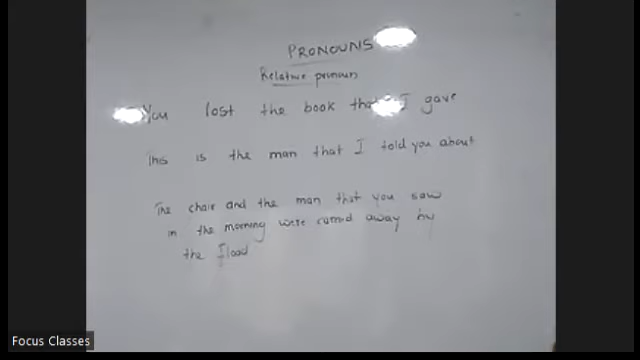 PRONOUNS
Relative pronoun
You lost the book that I gave
This is the man that I told you about
The chair and the man that you saw
in the morning were carried away by
the flood
Focus Classes